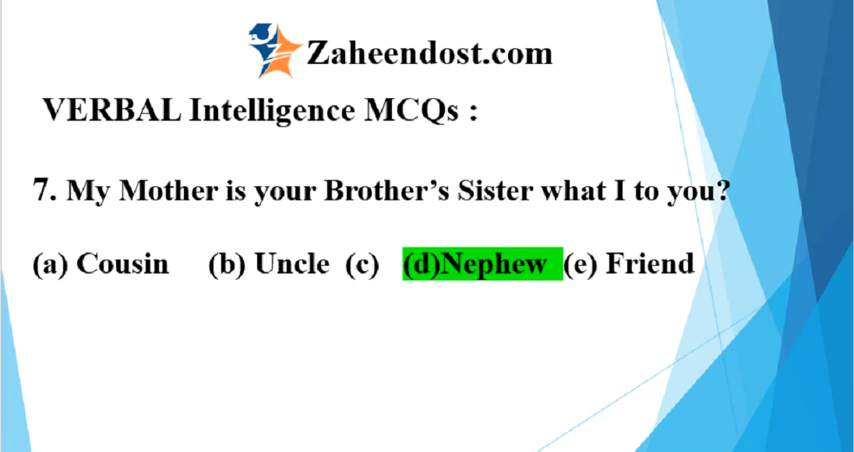 Zaheendost.com
VERBAL Intelligence MCQs :
7. My Mother is your Brother’s Sister what I to you?
(a) Cousin (b) Uncle (c) (d)Nephew (e) Friend